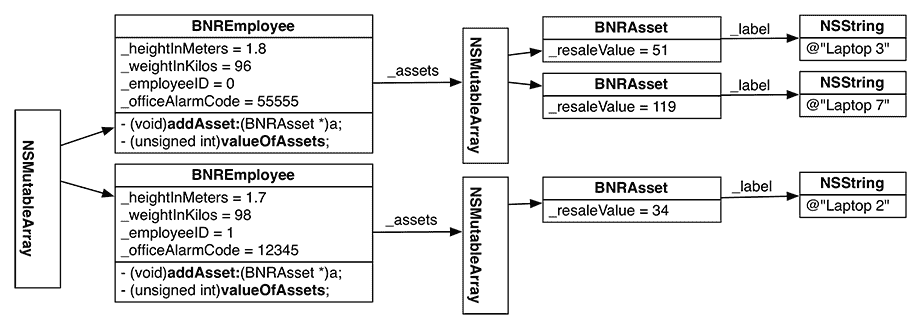 NSMutableArray
BNREmployee
_heightInMeters = 1.8
_weightInKilos = 96
_employeeID = 0
_officeAlarmCode = 55555
- (void)addAsset:(BNRAsset *)a;
- (unsigned int)valueOfAssets;
_assets
NSMutableArray
BNRAsset
_resaleValue = 51
_label
NSString
@"Laptop 3"
BNRAsset
_resaleValue = 119
_label
NSString
@"Laptop 7"
BNREmployee
_heightInMeters = 1.7
_weightInKilos = 98
_employeeID = 1
_officeAlarmCode = 12345
- (void)addAsset:(BNRAsset *)a;
- (unsigned int)valueOfAssets;
_assets
NSMutableArray
BNRAsset
_resaleValue = 34
_label
NSString
@"Laptop 2"